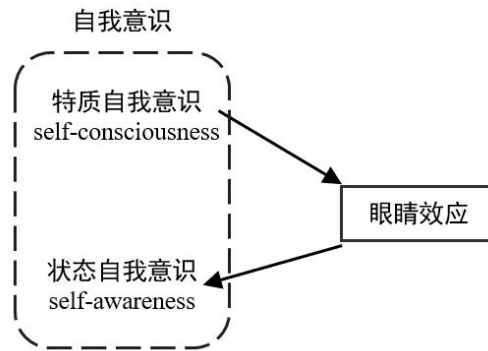 自我意识
特质自我意识
self-consciousness
眼睛效应
状态自我意识
self-awareness